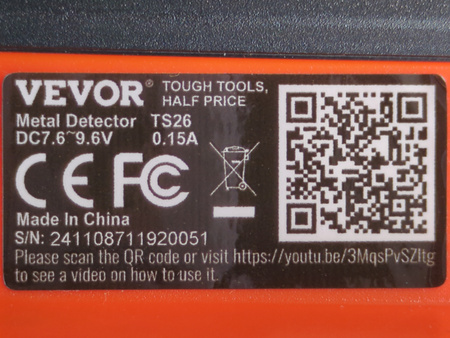 VEVOR® TOUGH TOOLS,
HALF PRICE
Metal Detector TS26
DC7.6~9.6V 0.15A
CE FC
Made In China
S/N: 241108711920051
Please scan the QR code or visit https://youtu.be/3MqsPvSZltg
to see a video on how to use it.